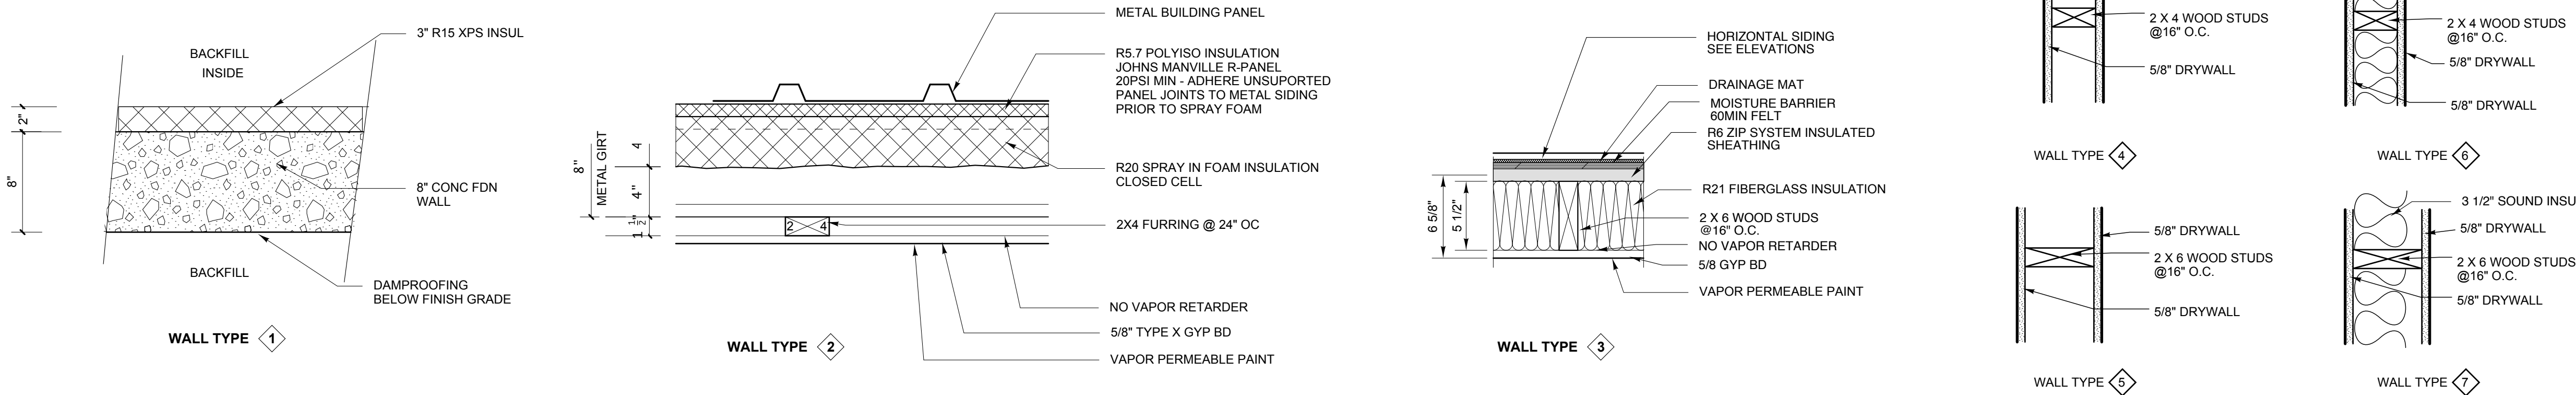 BACKFILL
INSIDE
3" R15 XPS INSUL
2"
8"
8" CONC FDN
WALL
BACKFILL
DAMPROOFING
BELOW FINISH GRADE
WALL TYPE 1
METAL BUILDING PANEL
R5.7 POLYISO INSULATION
JOHNS MANVILLE R-PANEL
20PSI MIN - ADHERE UNSUPORTED
PANEL JOINTS TO METAL SIDING
PRIOR TO SPRAY FOAM
R20 SPRAY IN FOAM INSULATION
CLOSED CELL
8"
METAL GIRT
4
4"
1 1/2"
2 4
2X4 FURRING @ 24" OC
NO VAPOR RETARDER
5/8" TYPE X GYP BD
VAPOR PERMEABLE PAINT
WALL TYPE 2
HORIZONTAL SIDING
SEE ELEVATIONS
DRAINAGE MAT
MOISTURE BARRIER
60MIN FELT
R6 ZIP SYSTEM INSULATED
SHEATHING
R21 FIBERGLASS INSULATION
6 5/8"
5 1/2"
2 X 6 WOOD STUDS
@16" O.C.
NO VAPOR RETARDER
5/8 GYP BD
VAPOR PERMEABLE PAINT
WALL TYPE 3
2 X 4 WOOD STUDS
@16" O.C.
5/8" DRYWALL
WALL TYPE 4
5/8" DRYWALL
2 X 6 WOOD STUDS
@16" O.C.
5/8" DRYWALL
WALL TYPE 5
2 X 4 WOOD STUDS
@16" O.C.
5/8" DRYWALL
5/8" DRYWALL
WALL TYPE 6
3 1/2" SOUND INSU
5/8" DRYWALL
2 X 6 WOOD STUDS
@16" O.C.
5/8" DRYWALL
WALL TYPE 7